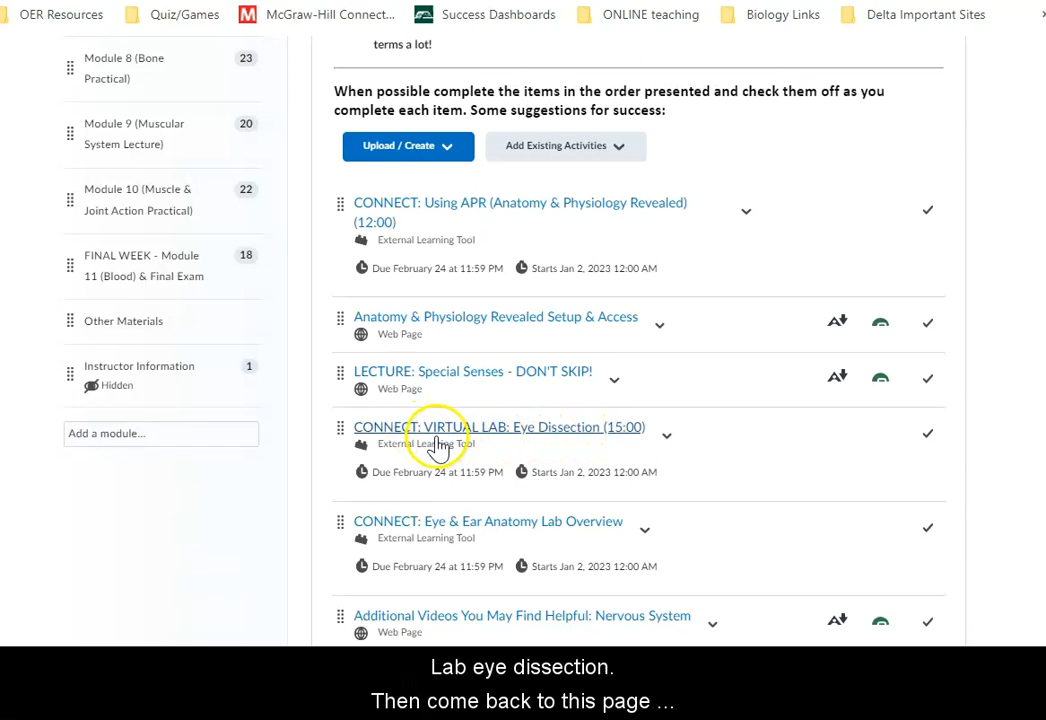 OER Resources Quiz/Games McGraw-Hill Connect... Success Dashboards ONLINE teaching Biology Links Delta Important Sites
terms a lot!
When possible complete the items in the order presented and check them off as you
complete each item. Some suggestions for success:
Upload / Create Add Existing Activities
Module 8 (Bone
Practical)
23
Module 9 (Muscular
System Lecture)
20
Module 10 (Muscle &
Joint Action Practical)
22
FINAL WEEK - Module
11 (Blood) & Final Exam
18
Other Materials
Instructor Information
1
Hidden
Add a module...
CONNECT: Using APR (Anatomy & Physiology Revealed)
(12:00)
External Learning Tool
Due February 24 at 11:59 PM Starts Jan 2, 2023 12:00 AM
Anatomy & Physiology Revealed Setup & Access
Web Page
LECTURE: Special Senses - DON'T SKIP!
Web Page
CONNECT: VIRTUAL LAB: Eye Dissection (15:00)
External Learning Tool
Due February 24 at 11:59 PM Starts Jan 2, 2023 12:00 AM
CONNECT: Eye & Ear Anatomy Lab Overview
External Learning Tool
Due February 24 at 11:59 PM Starts Jan 2, 2023 12:00 AM
Additional Videos You May Find Helpful: Nervous System
Web Page
Lab eye dissection.
Then come back to this page ...